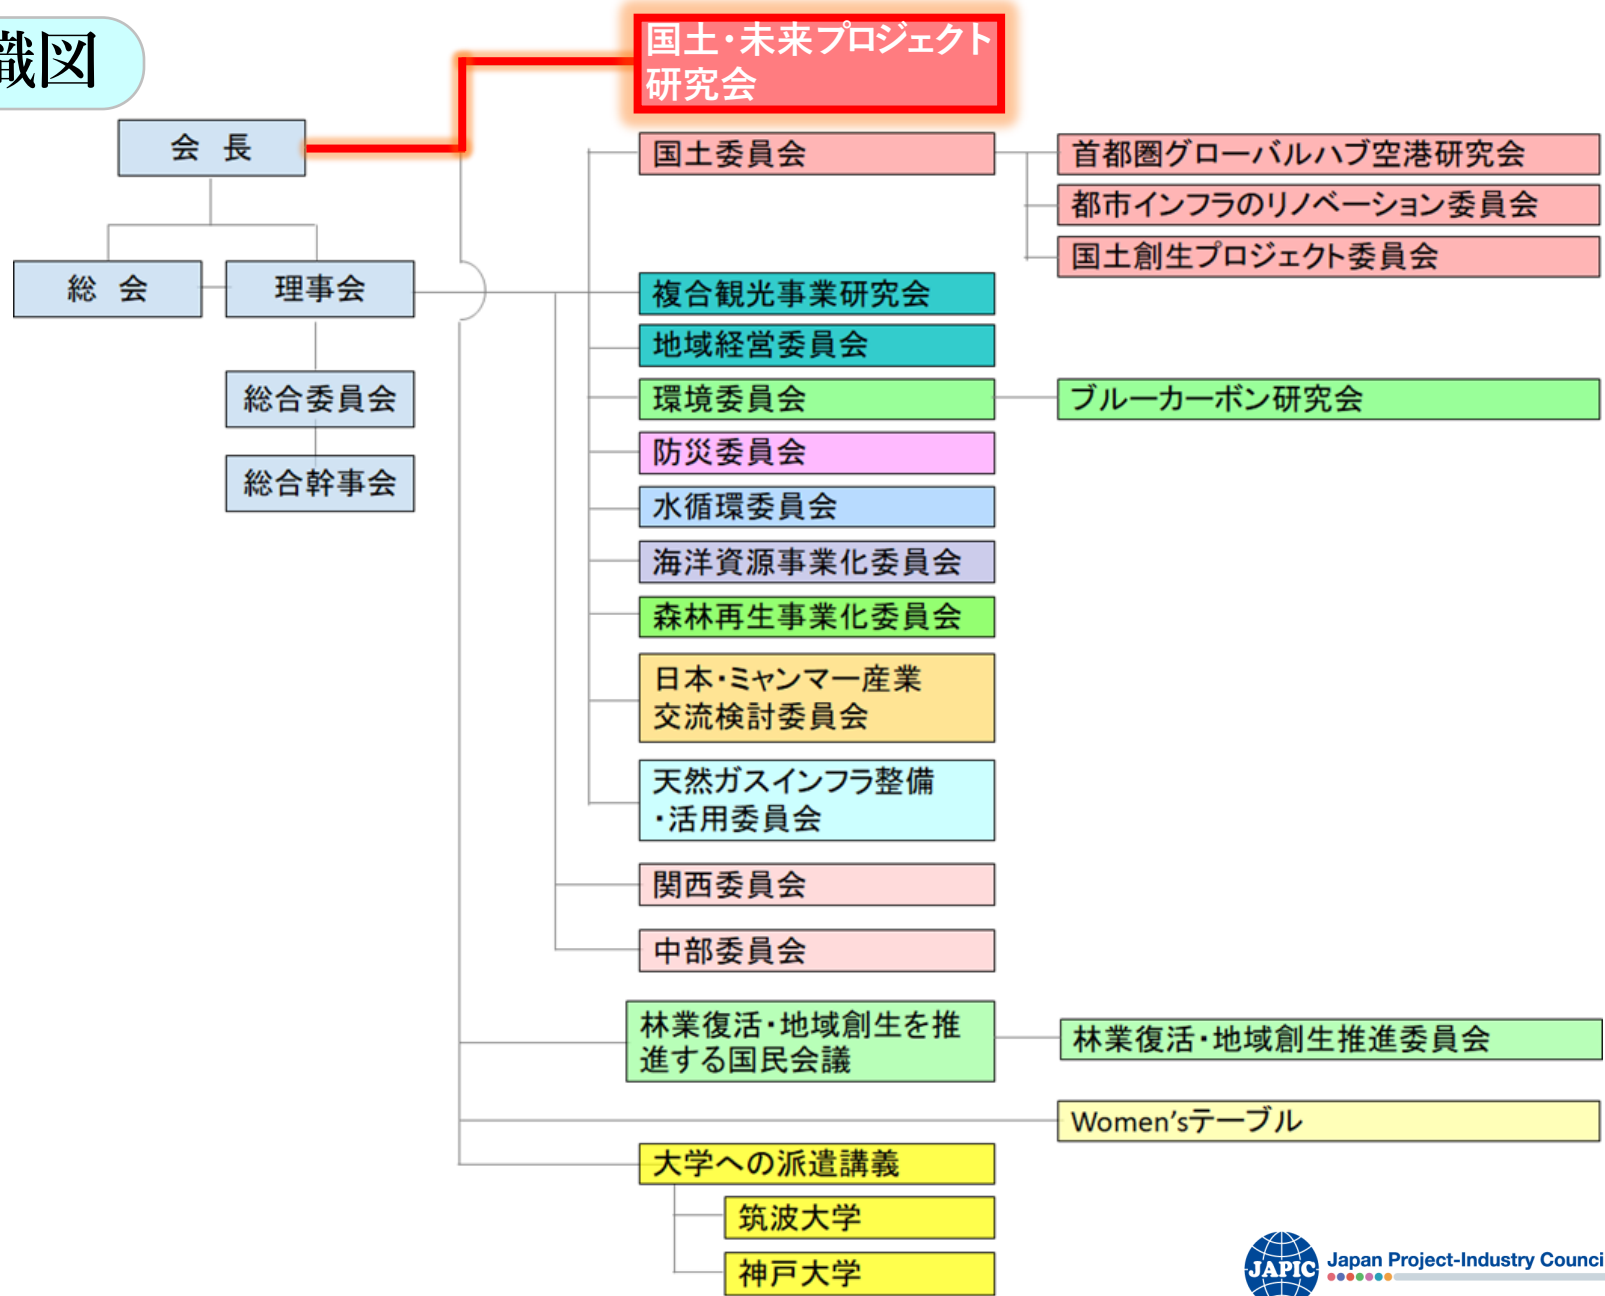 織図
国土・未来プロジェクト
研究会
会 長
国土委員会
首都圏グローバルハブ空港研究会
都市インフラのリノベーション委員会
国土創生プロジェクト委員会
総 会
理事会
複合観光事業研究会
地域経営委員会
総合委員会
環境委員会
ブルーカーボン研究会
防災委員会
総合幹事会
水循環委員会
海洋資源事業化委員会
森林再生事業化委員会
日本・ミャンマー産業
交流検討委員会
天然ガスインフラ整備
・活用委員会
関西委員会
中部委員会
林業復活・地域創生を推
進する国民会議
林業復活・地域創生推進委員会
Women'sテーブル
大学への派遣講義
筑波大学
神戸大学
JAPIC
Japan Project-Industry Counci